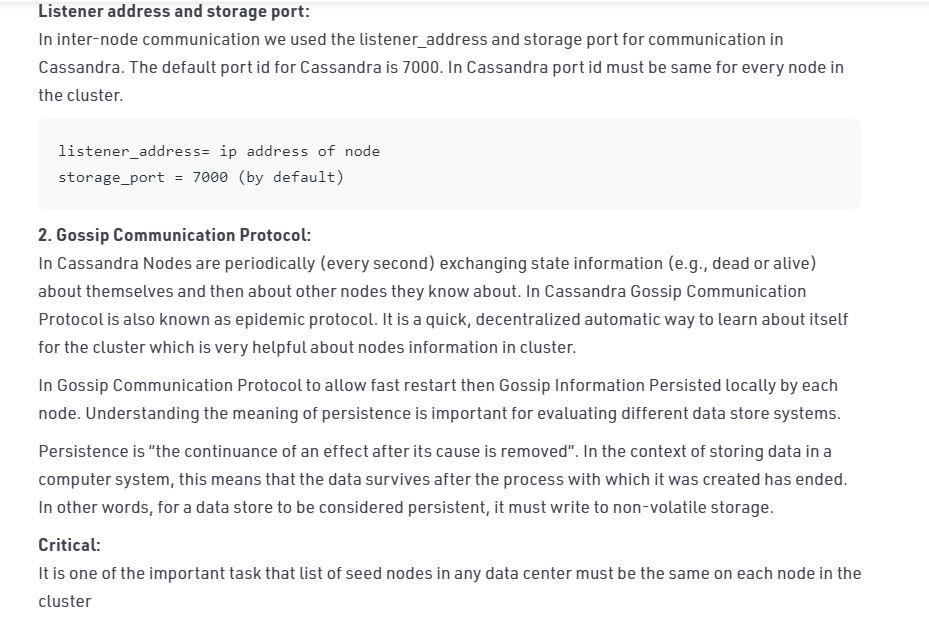 Listener address and storage port:
In inter-node communication we used the listener_address and storage port for communication in
Cassandra. The default port id for Cassandra is 7000. In Cassandra port id must be same for every node in
the cluster.
listener_address= ip address of node
storage_port = 7000 (by default)
2. Gossip Communication Protocol:
In Cassandra Nodes are periodically (every second) exchanging state information (e.g., dead or alive)
about themselves and then about other nodes they know about. In Cassandra Gossip Communication
Protocol is also known as epidemic protocol. It is a quick, decentralized automatic way to learn about itself
for the cluster which is very helpful about nodes information in cluster.
In Gossip Communication Protocol to allow fast restart then Gossip Information Persisted locally by each
node. Understanding the meaning of persistence is important for evaluating different data store systems.
Persistence is “the continuance of an effect after its cause is removed”. In the context of storing data in a
computer system, this means that the data survives after the process with which it was created has ended.
In other words, for a data store to be considered persistent, it must write to non-volatile storage.
Critical:
It is one of the important task that list of seed nodes in any data center must be the same on each node in the
cluster